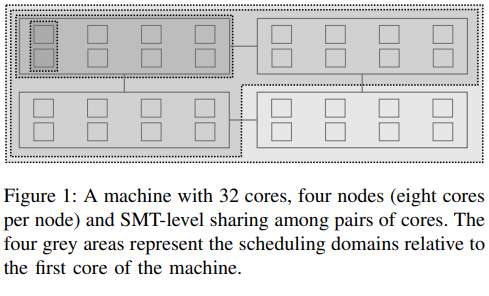 Figure 1: A machine with 32 cores, four nodes (eight cores
per node) and SMT-level sharing among pairs of cores. The
four grey areas represent the scheduling domains relative to
the first core of the machine.